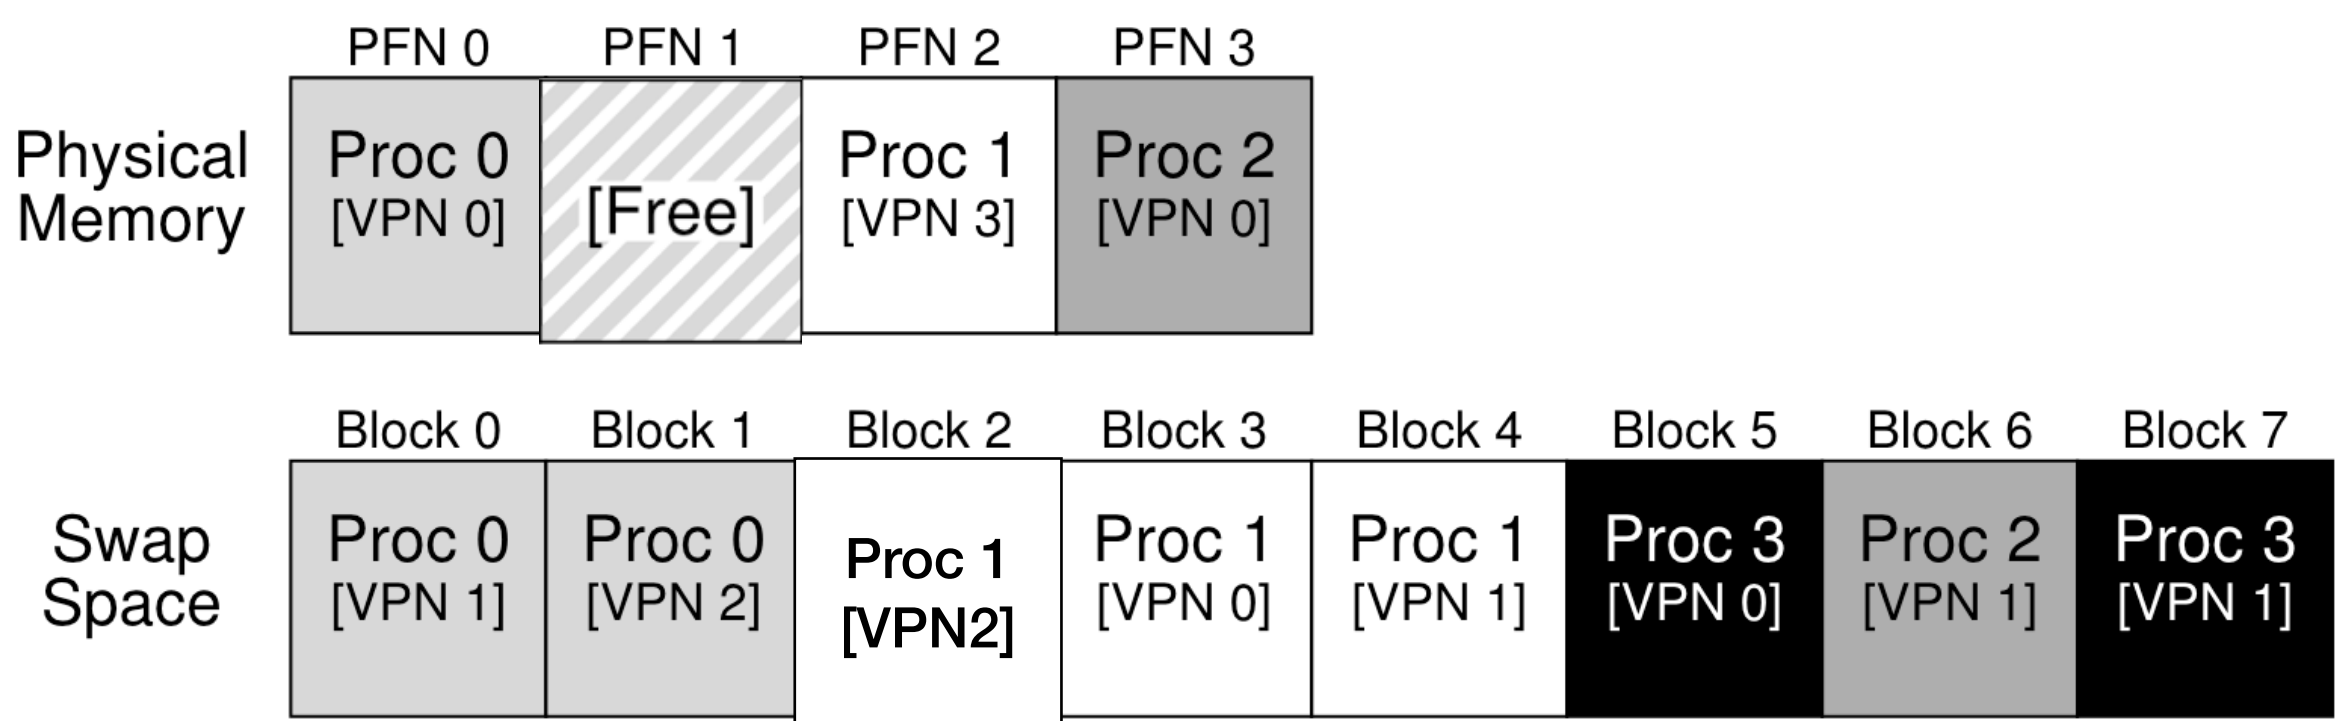 PFN 0 PFN 1 PFN 2 PFN 3
Physical Memory
Proc 0 [Free] Proc 1 Proc 2
[VPN 0] [VPN 3] [VPN 0]
Block 0 Block 1 Block 2 Block 3 Block 4 Block 5 Block 6 Block 7
Swap Space
Proc 0 Proc 0 Proc 1 Proc 1 Proc 1 Proc 3 Proc 2 Proc 3
[VPN 1] [VPN 2] [VPN2] [VPN 0] [VPN 1] [VPN 0] [VPN 1] [VPN 1]